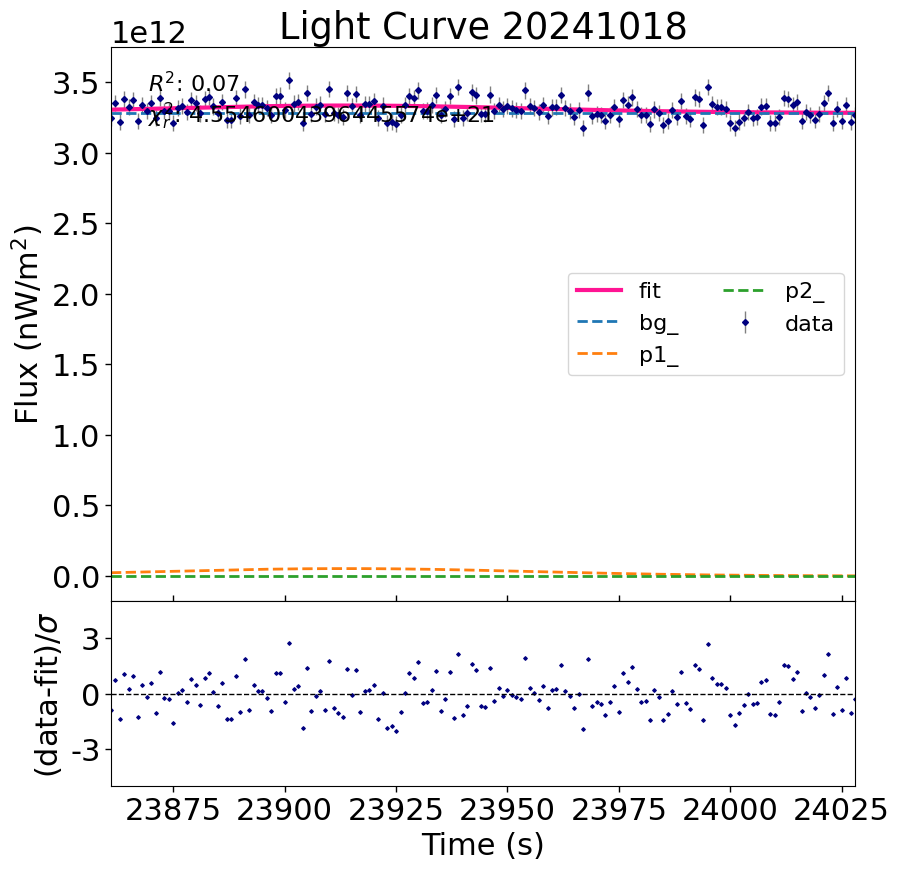 Light Curve 20241018
1e12
R²: 0.07
3.5
3.0
2.5
2.0
1.5
1.0
0.5
0.0
Flux (nW/m²)
fit
bg_
p1_
p2_
data
3
0
-3
(data-fit)/σ
23875 23900 23925 23950 23975 24000 24025
Time (s)